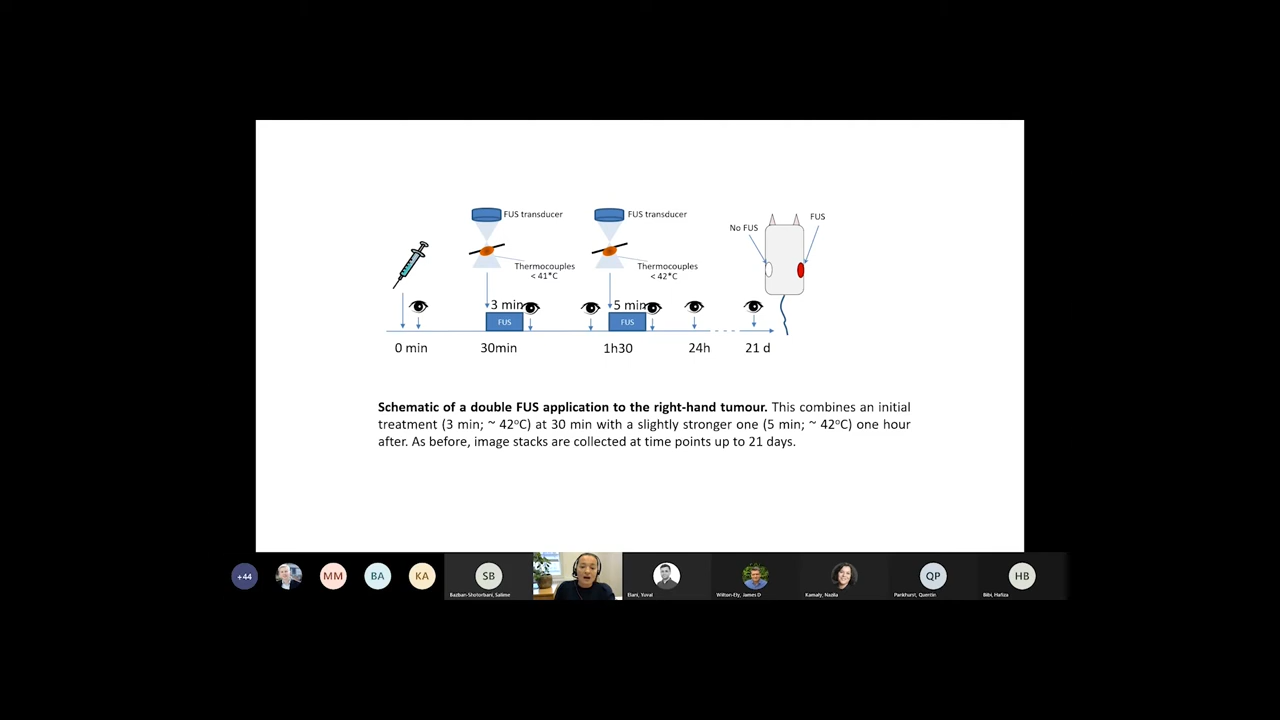 FUS transducer
FUS transducer
FUS
No FUS
Thermocouples
< 41°C
Thermocouples
< 42°C
3 min
5 min
FUS
FUS
0 min
30min
1h30
24h
21 d
Schematic of a double FUS application to the right-hand tumour. This combines an initial
treatment (3 min; ~ 42°C) at 30 min with a slightly stronger one (5 min; ~ 42°C) one hour
after. As before, image stacks are collected at time points up to 21 days.
+44
MM
BA
KA
SB
QP
HB
Bazban-Shotorbani, Salime
Elani, Yuval
Wilton-Ely, James D
Kamaly, Nazila
Parkhurst, Quentin
Bibi, Hafiza